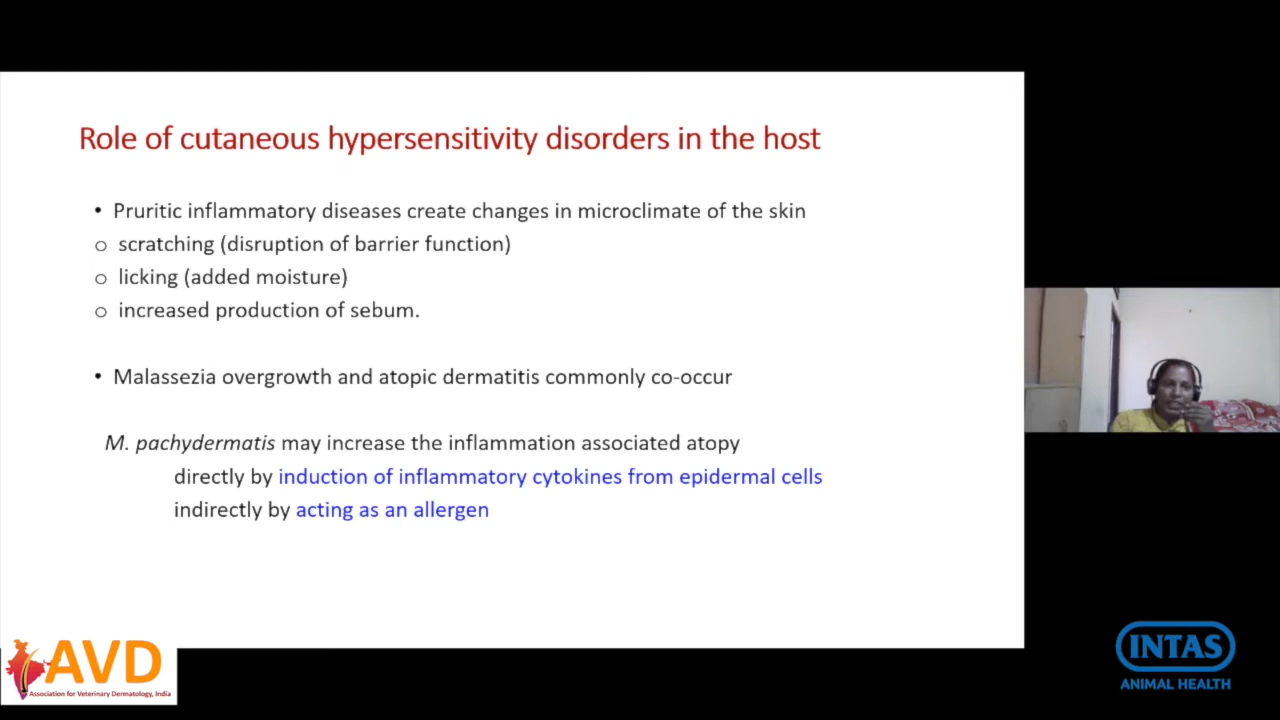 Role of cutaneous hypersensitivity disorders in the host
• Pruritic inflammatory diseases create changes in microclimate of the skin
o scratching (disruption of barrier function)
o licking (added moisture)
o increased production of sebum.
• Malassezia overgrowth and atopic dermatitis commonly co-occur
M. pachydermatis may increase the inflammation associated atopy
directly by induction of inflammatory cytokines from epidermal cells
indirectly by acting as an allergen
AVD
Association for Veterinary Dermatology, India
INTAS
ANIMAL HEALTH